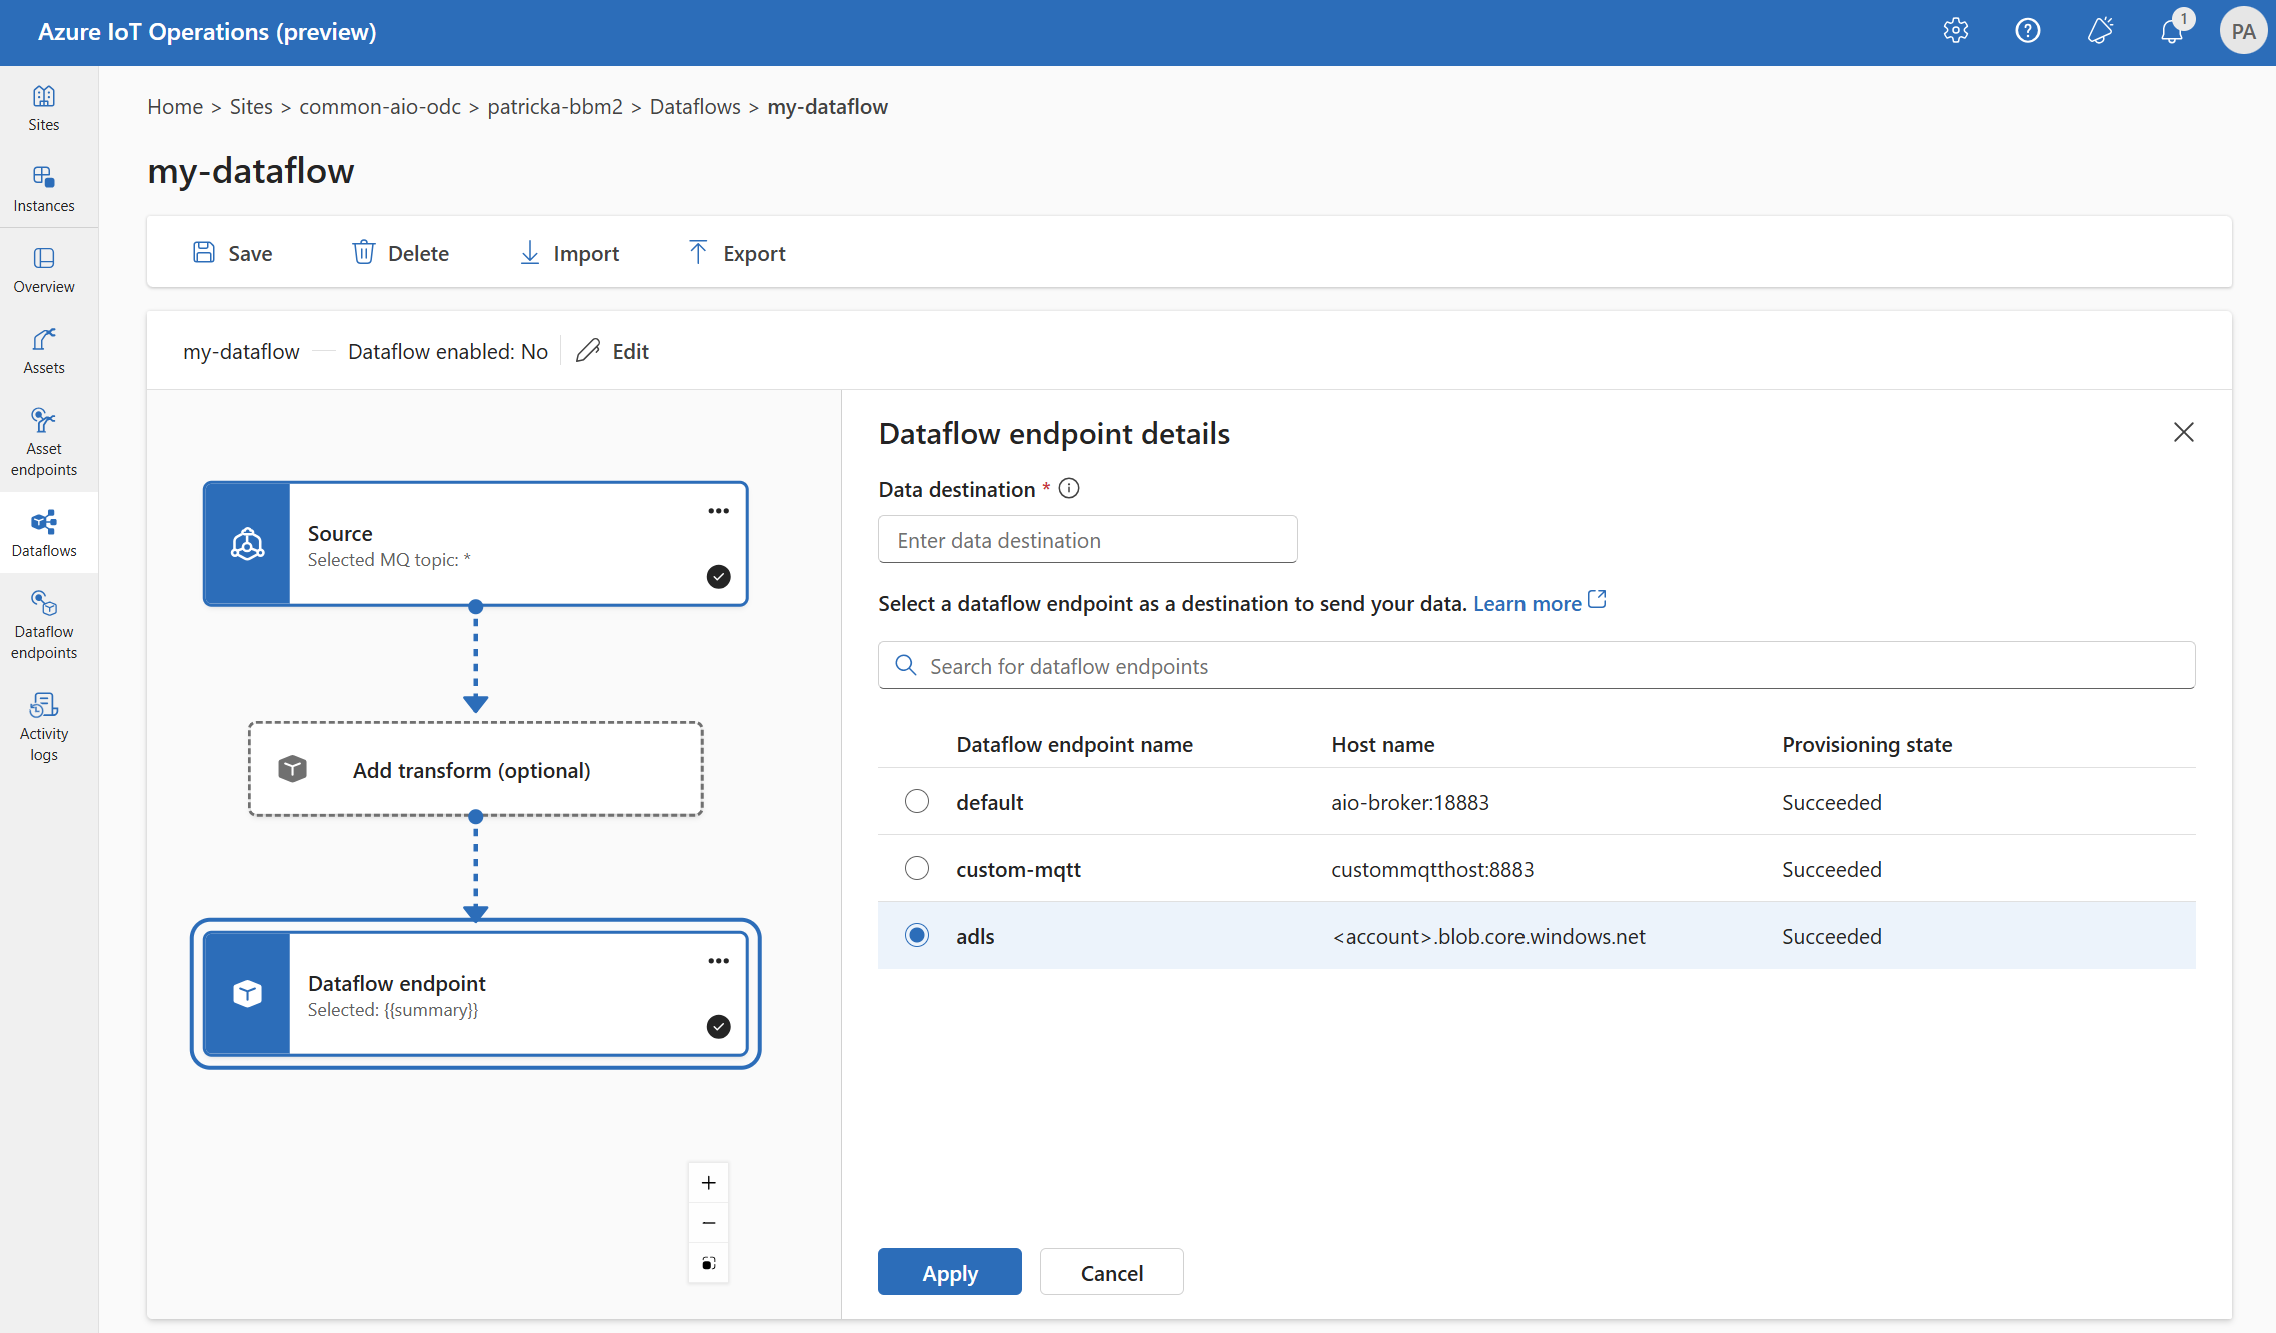 Azure IoT Operations (preview)
1
PA
Sites
Instances
Overview
Assets
Asset
endpoints
Dataflows
Dataflow
endpoints
Activity
logs
Home > Sites > common-aio-odc > patricka-bbm2 > Dataflows > my-dataflow
my-dataflow
Save Delete Import Export
my-dataflow Dataflow enabled: No Edit
Source
Selected MQ topic: *
Add transform (optional)
Dataflow endpoint
Selected: {{summary}}
Dataflow endpoint details
Data destination *
Enter data destination
Select a dataflow endpoint as a destination to send your data. Learn more
Search for dataflow endpoints
Dataflow endpoint name Host name Provisioning state
default aio-broker:18883 Succeeded
custom-mqtt custommqtthost:8883 Succeeded
adls <account>.blob.core.windows.net Succeeded
Apply Cancel